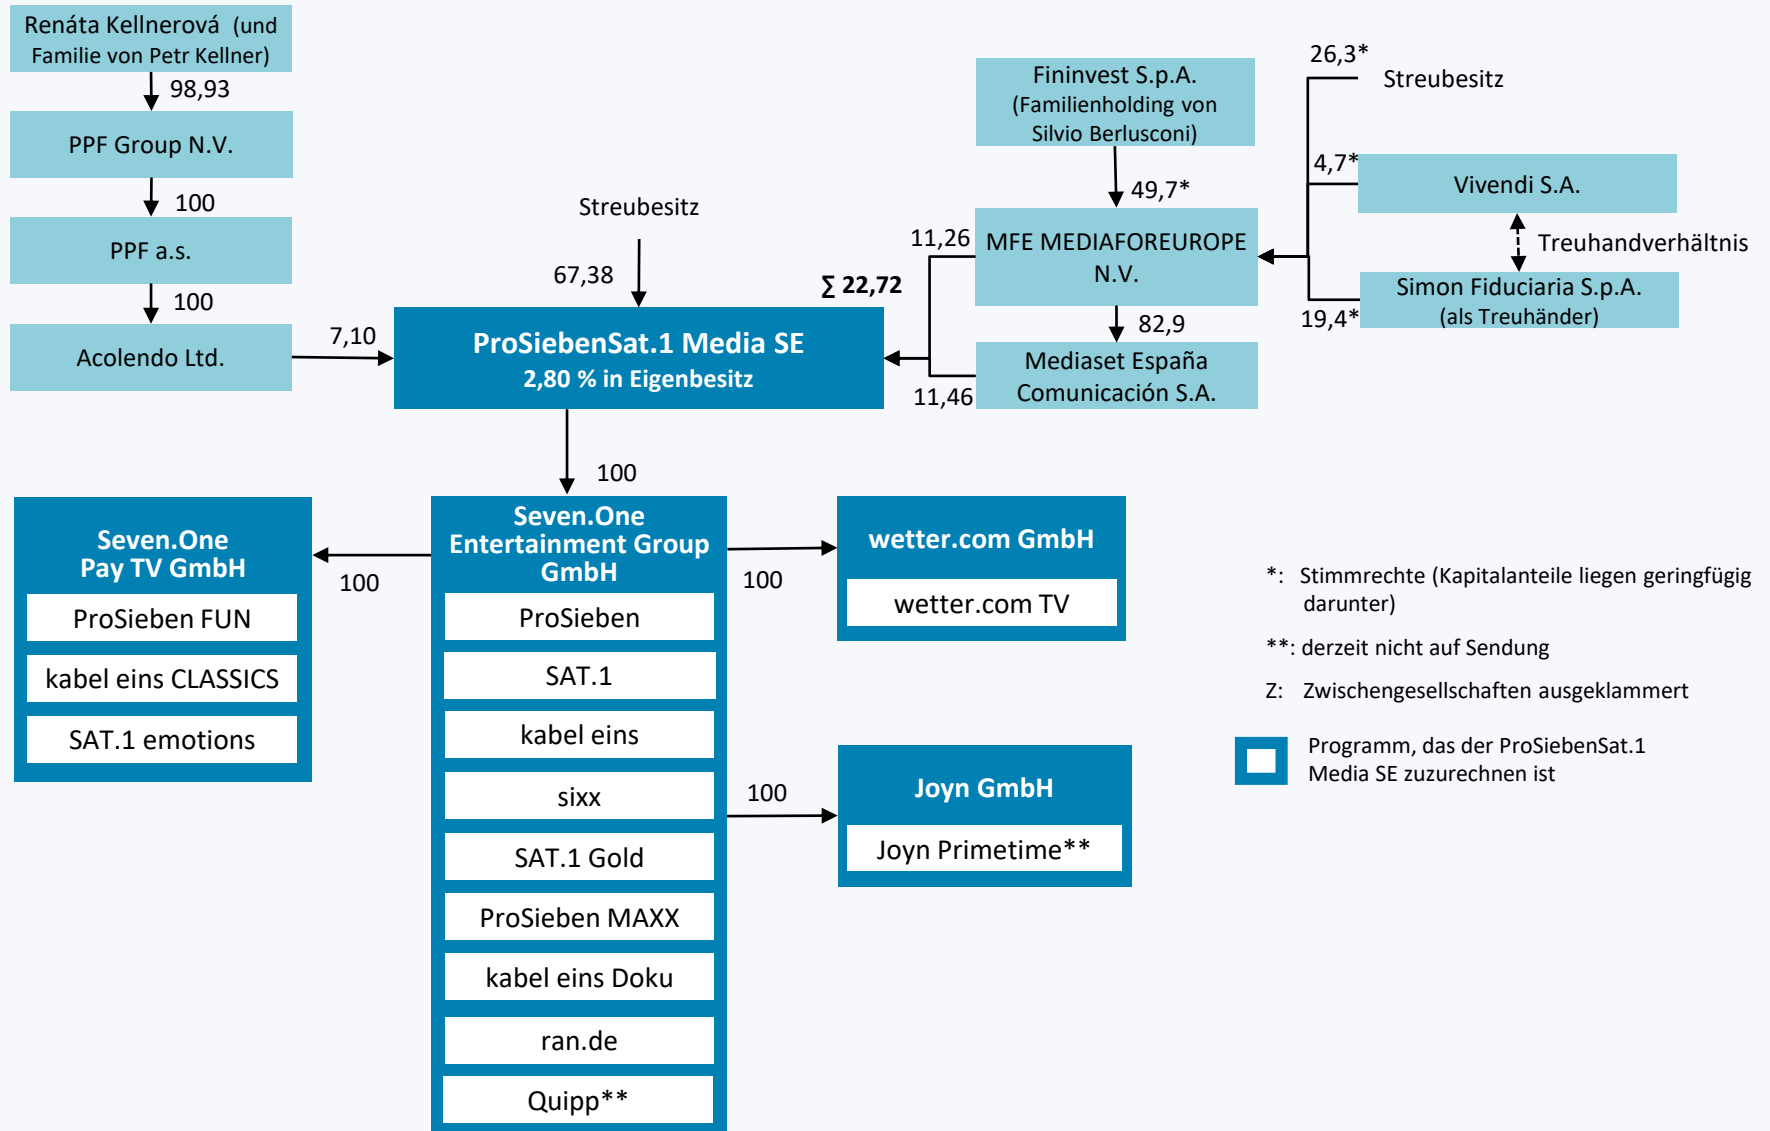 Renáta Kellnerová (und
Familie von Petr Kellner)
98,93
PPF Group N.V.
100
PPF a.s.
100
Acolendo Ltd.
7,10
Streubesitz
67,38
∑ 22,72
ProSiebenSat.1 Media SE
2,80 % in Eigenbesitz
Fininvest S.p.A.
(Familienholding von
Silvio Berlusconi)
49,7*
11,26
MFE MEDIAFOREUROPE
N.V.
82,9
Mediaset España
Comunicación S.A.
11,46
26,3*
Streubesitz
4,7*
Vivendi S.A.
Treuhandverhältnis
Simon Fiduciaria S.p.A.
(als Treuhänder)
19,4*
100
Seven.One
Pay TV GmbH
ProSieben FUN
kabel eins CLASSICS
SAT.1 emotions
100
Seven.One
Entertainment Group
GmbH
ProSieben
SAT.1
kabel eins
sixx
SAT.1 Gold
ProSieben MAXX
kabel eins Doku
ran.de
Quipp**
100
wetter.com GmbH
wetter.com TV
100
Joyn GmbH
Joyn Primetime**
*: Stimmrechte (Kapitalanteile liegen geringfügig
darunter)
**: derzeit nicht auf Sendung
Z: Zwischengesellschaften ausgeklammert
Programm, das der ProSiebenSat.1
Media SE zuzurechnen ist